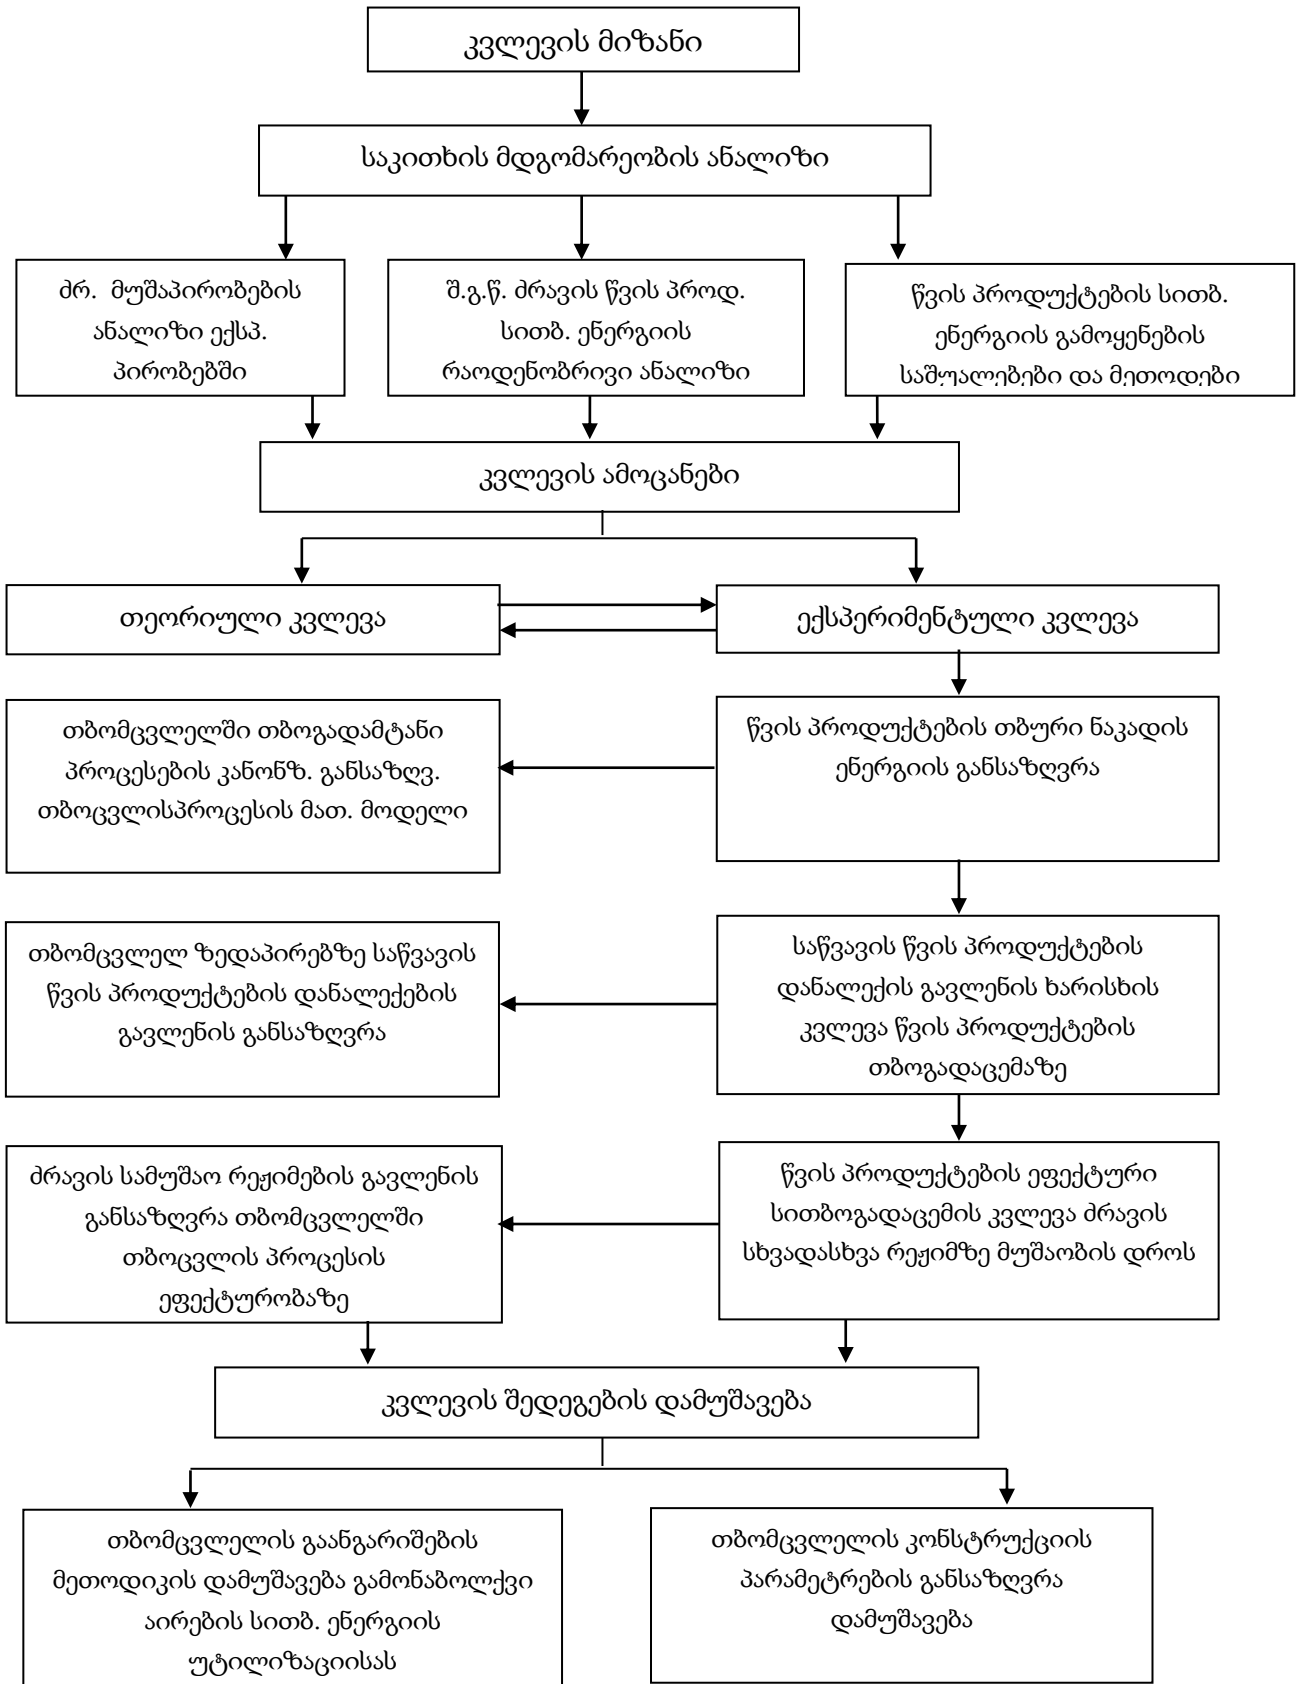 კვლევის მიზანი
საკითხის მდგომარეობის ანალიზი
ძრ. მუშაპირობების
ანალიზი ექსპ.
პირობებში
შ.გ.წ. ძრავის წვის პროდ.
სითბ. ენერგიის
რაოდენობრივი ანალიზი
წვის პროდუქტების სითბ.
ენერგიის გამოყენების
საშუალებები და მეთოდები
კვლევის ამოცანები
თეორიული კვლევა
ექსპერიმენტული კვლევა
თბომცვლელში თბოგადამტანი
პროცესების კანონზ. განსაზღვ.
თბოცვლისპროცესის მათ. მოდელი
წვის პროდუქტების თბური ნაკადის
ენერგიის განსაზღვრა
თბომცვლელ ზედაპირებზე საწვავის
წვის პროდუქტების დანალექების
გავლენის განსაზღვრა
საწვავის წვის პროდუქტების
დანალექის გავლენის ხარისხის
კვლევა წვის პროდუქტების
თბოგადაცემაზე
ძრავის სამუშაო რეჟიმების გავლენის
განსაზღვრა თბომცვლელში
თბოცვლის პროცესის
ეფექტურობაზე
წვის პროდუქტების ეფექტური
სითბოგადაცემის კვლევა ძრავის
სხვადასხვა რეჟიმზე მუშაობის დროს
კვლევის შედეგების დამუშავება
თბომცვლელის გაანგარიშების
მეთოდიკის დამუშავება გამონაბოლქვი
აირების სითბ. ენერგიის
უტილიზაციისას
თბომცვლელის კონსტრუქციის
პარამეტრების განსაზღვრა
დამუშავება